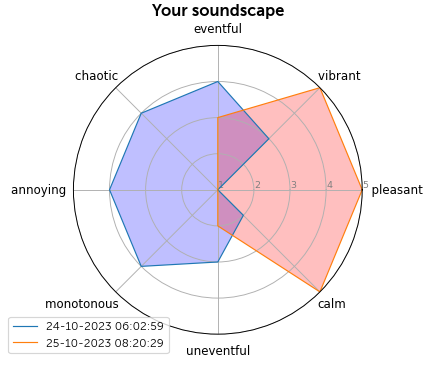 Your soundscape
eventful
chaotic
vibrant
annoying
1 2 3 4 5
pleasant
monotonous
calm
24-10-2023 06:02:59
25-10-2023 08:20:29
uneventful